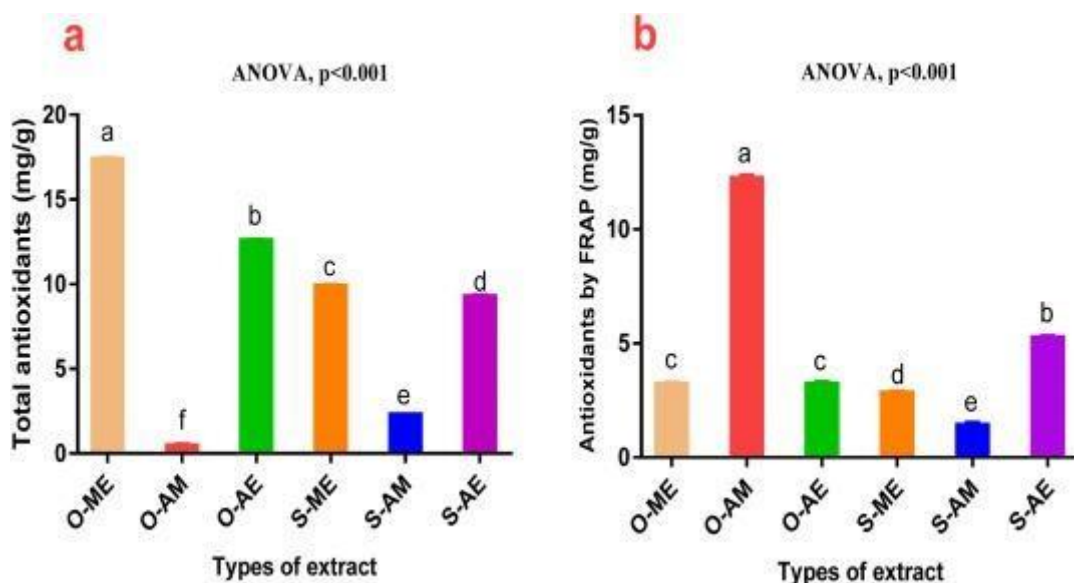 a
ANOVA, p<0.001
Total antioxidants (mg/g)
20
15
10
5
0
a
f
b
c
e
d
O-ME
O-AM
O-AE
S-ME
S-AM
S-AE
Types of extract
b
ANOVA, p<0.001
Antioxidants by FRAP (mg/g)
15
10
5
0
c
a
c
d
e
b
O-ME
O-AM
O-AE
S-ME
S-AM
S-AE
Types of extract